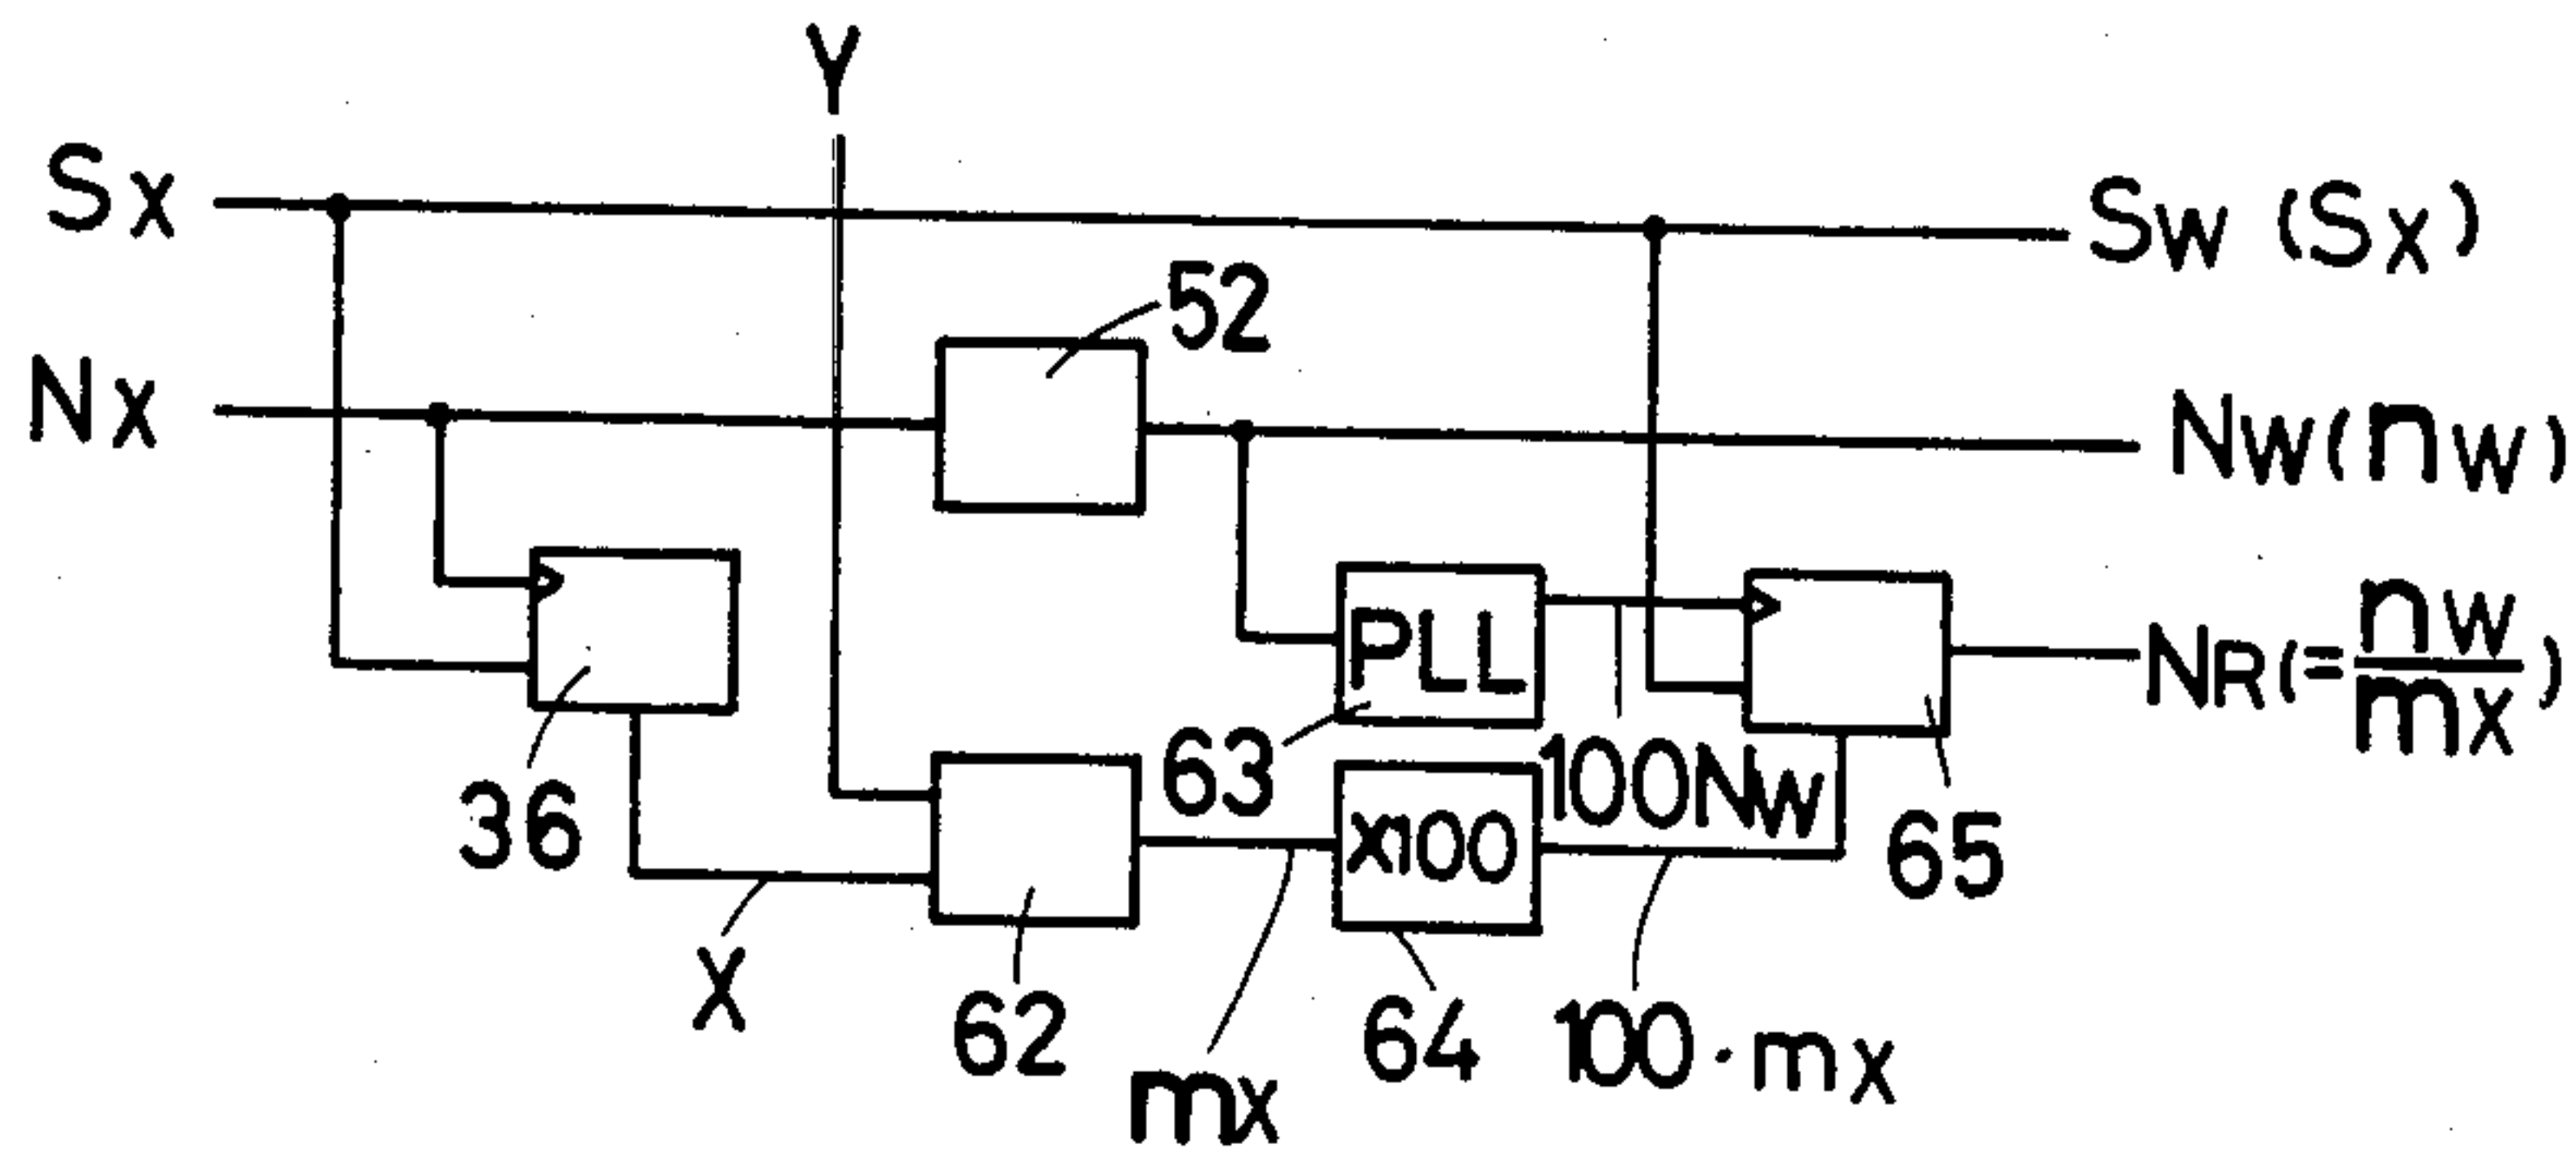 Y
Sx
Sw (Sx)
52
Nx
Nw (nw)
PLL
NR (= nw/mx)
63
100Nw
36
x100
65
X
62
64
100·mx
mx